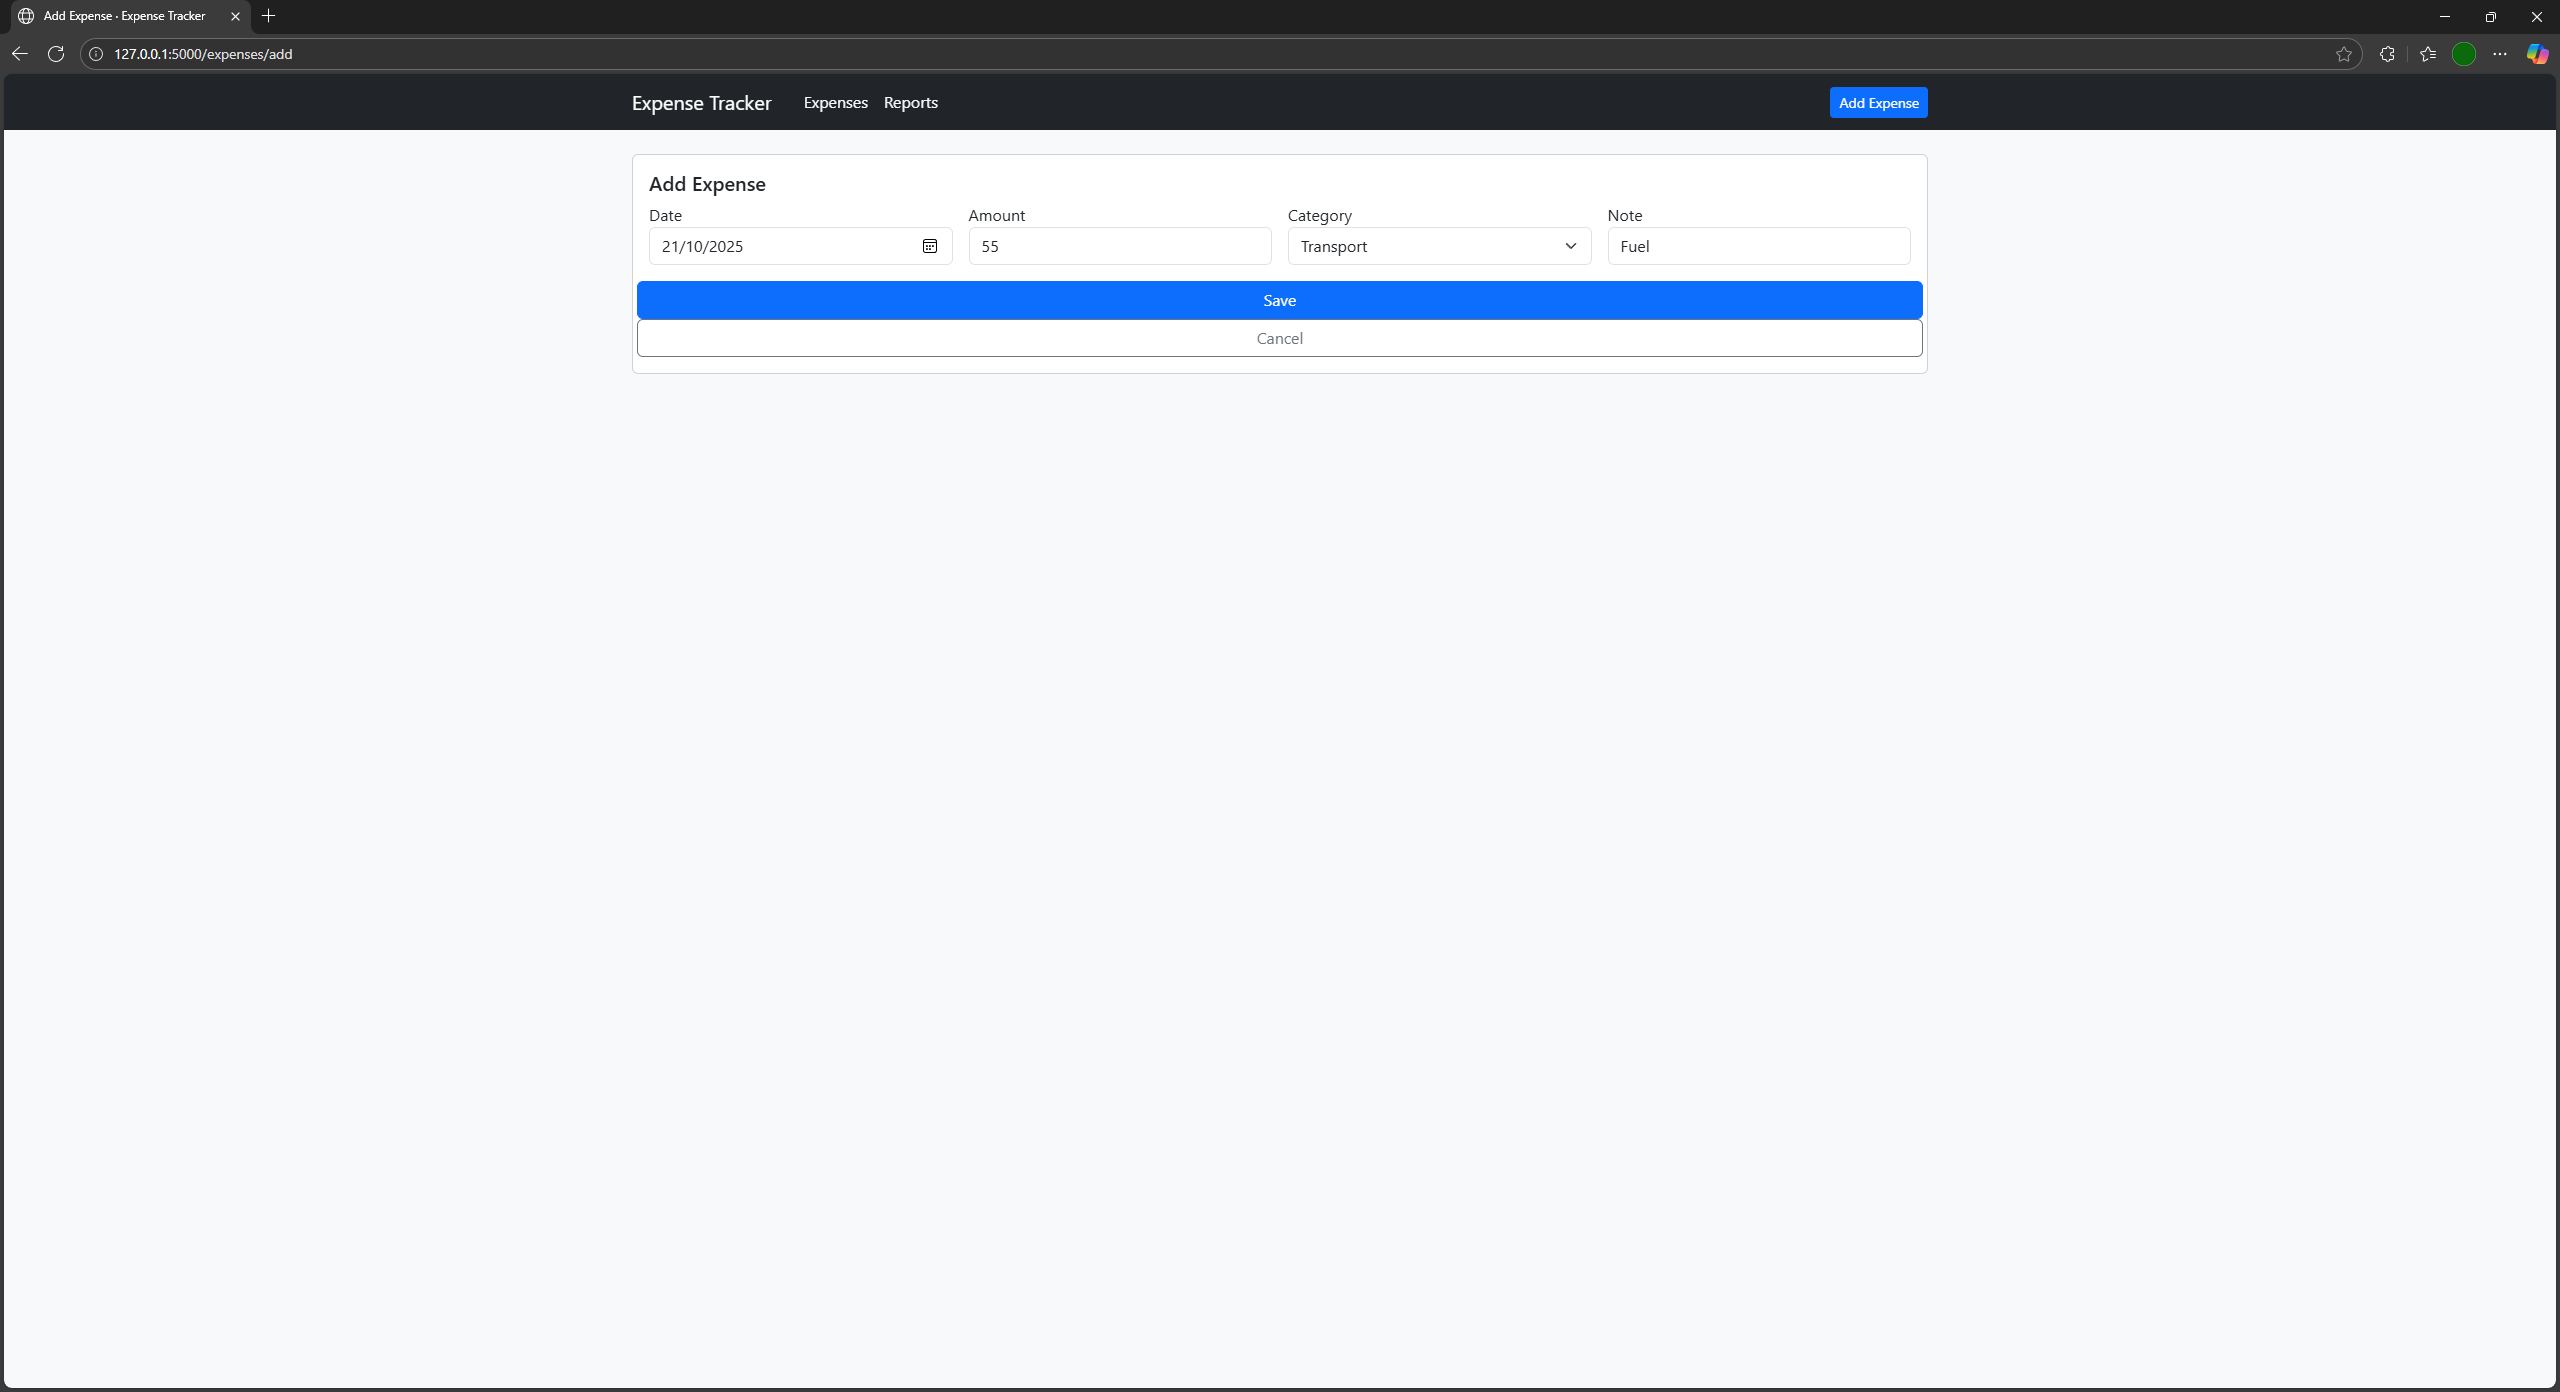 Add Expense · Expense Tracker
127.0.0.1:5000/expenses/add
Expense Tracker Expenses Reports Add Expense
Add Expense
Date Amount Category Note
21/10/2025 55 Transport Fuel
Save
Cancel